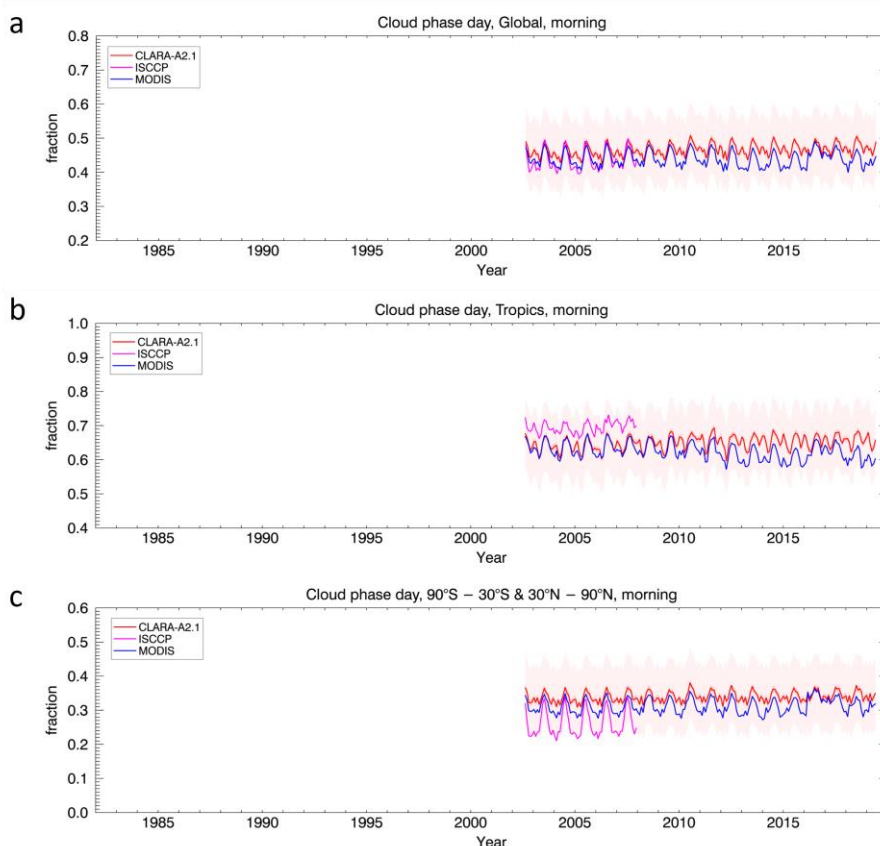 a
Cloud phase day, Global, morning
0.8
0.7
0.6
0.5
0.4
0.3
0.2
fraction
CLARA-A2.1
ISCCP
MODIS
1985 1990 1995 2000 2005 2010 2015
Year
b
Cloud phase day, Tropics, morning
1.0
0.9
0.8
0.7
0.6
0.5
0.4
fraction
CLARA-A2.1
ISCCP
MODIS
1985 1990 1995 2000 2005 2010 2015
Year
c
Cloud phase day, 90°S – 30°S & 30°N – 90°N, morning
0.6
0.5
0.4
0.3
0.2
0.1
0.0
fraction
CLARA-A2.1
ISCCP
MODIS
1985 1990 1995 2000 2005 2010 2015
Year